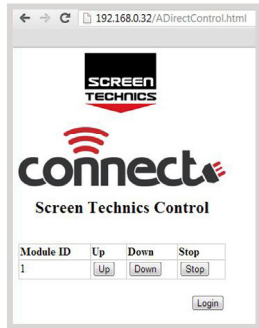 192.168.0.32/ADirectControl.html
SCREEN
TECHNICS
connect
Screen Technics Control
Module ID Up Down Stop
1 Up Down Stop
Login